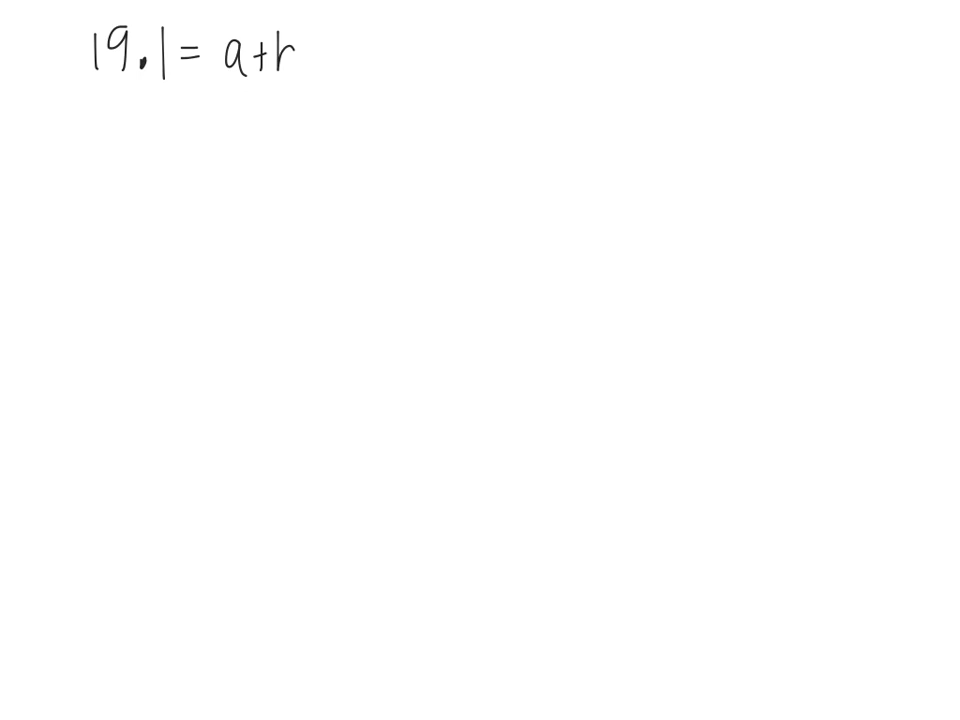 19.1 = a+r